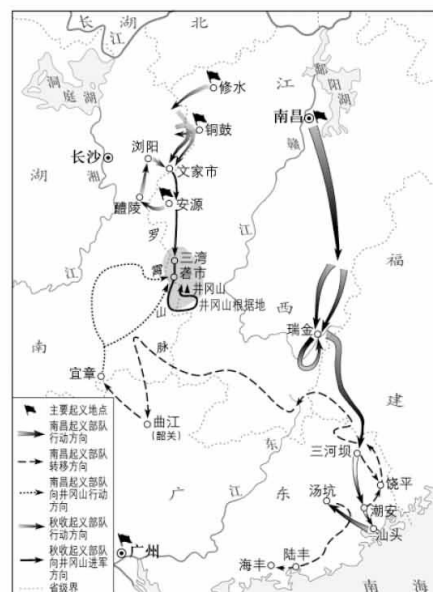 长
湖
北
江
洞
庭
湖
修水
江
鄱
阳
湖
南昌
铜鼓
浏阳
长沙
文家市
赣
湖
湘
醴陵
安源
罗
三湾
江
福
江
霄
砻市
井冈山
井冈山根据地
山
西
瑞金
南
脉
宜章
建
曲江
(韶关)
东
三河坝
饶平
广
江
东
汤坑
潮安
汕头
广州
海丰
陆丰
南
海
主要起义地点
南昌起义部队
行动方向
南昌起义部队
转移方向
南昌起义部队
向井冈山行动
方向
秋收起义部队
行动方向
秋收起义部队
向井冈山进军
方向
省级界